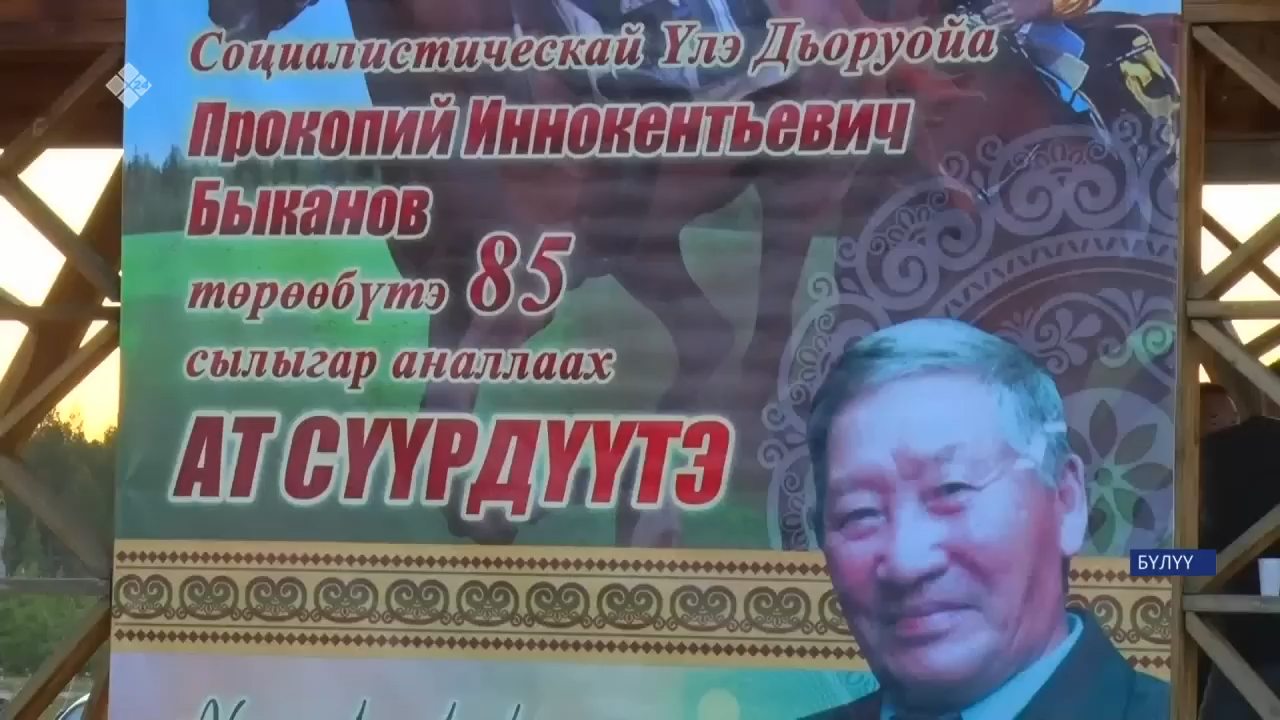 Социалистическай Үлэ Дьоруойа
Прокопий Иннокентьевич
Быканов
төрөөбүтэ 85
сылыгар аналлаах
АТ СҮҮРДҮҮТЭ
БҮЛҮҮ